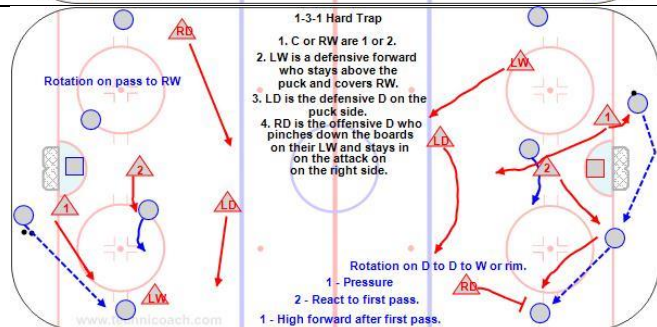 1-3-1 Hard Trap
1. C or RW are 1 or 2.
2. LW is a defensive forward
who stays above the
puck and covers RW.
3. LD is the defensive D on the
puck side.
4. RD is the offensive D who
pinches down the boards
on their LW and stays in
on the attack on
on the right side.
Rotation on pass to RW
RD
2
1
LD
LW
LW
1
LD
2
RD
Rotation on D to D to W or rim.
1 - Pressure
2 - React to first pass.
1 - High forward after first pass.
www.tournicoach.com